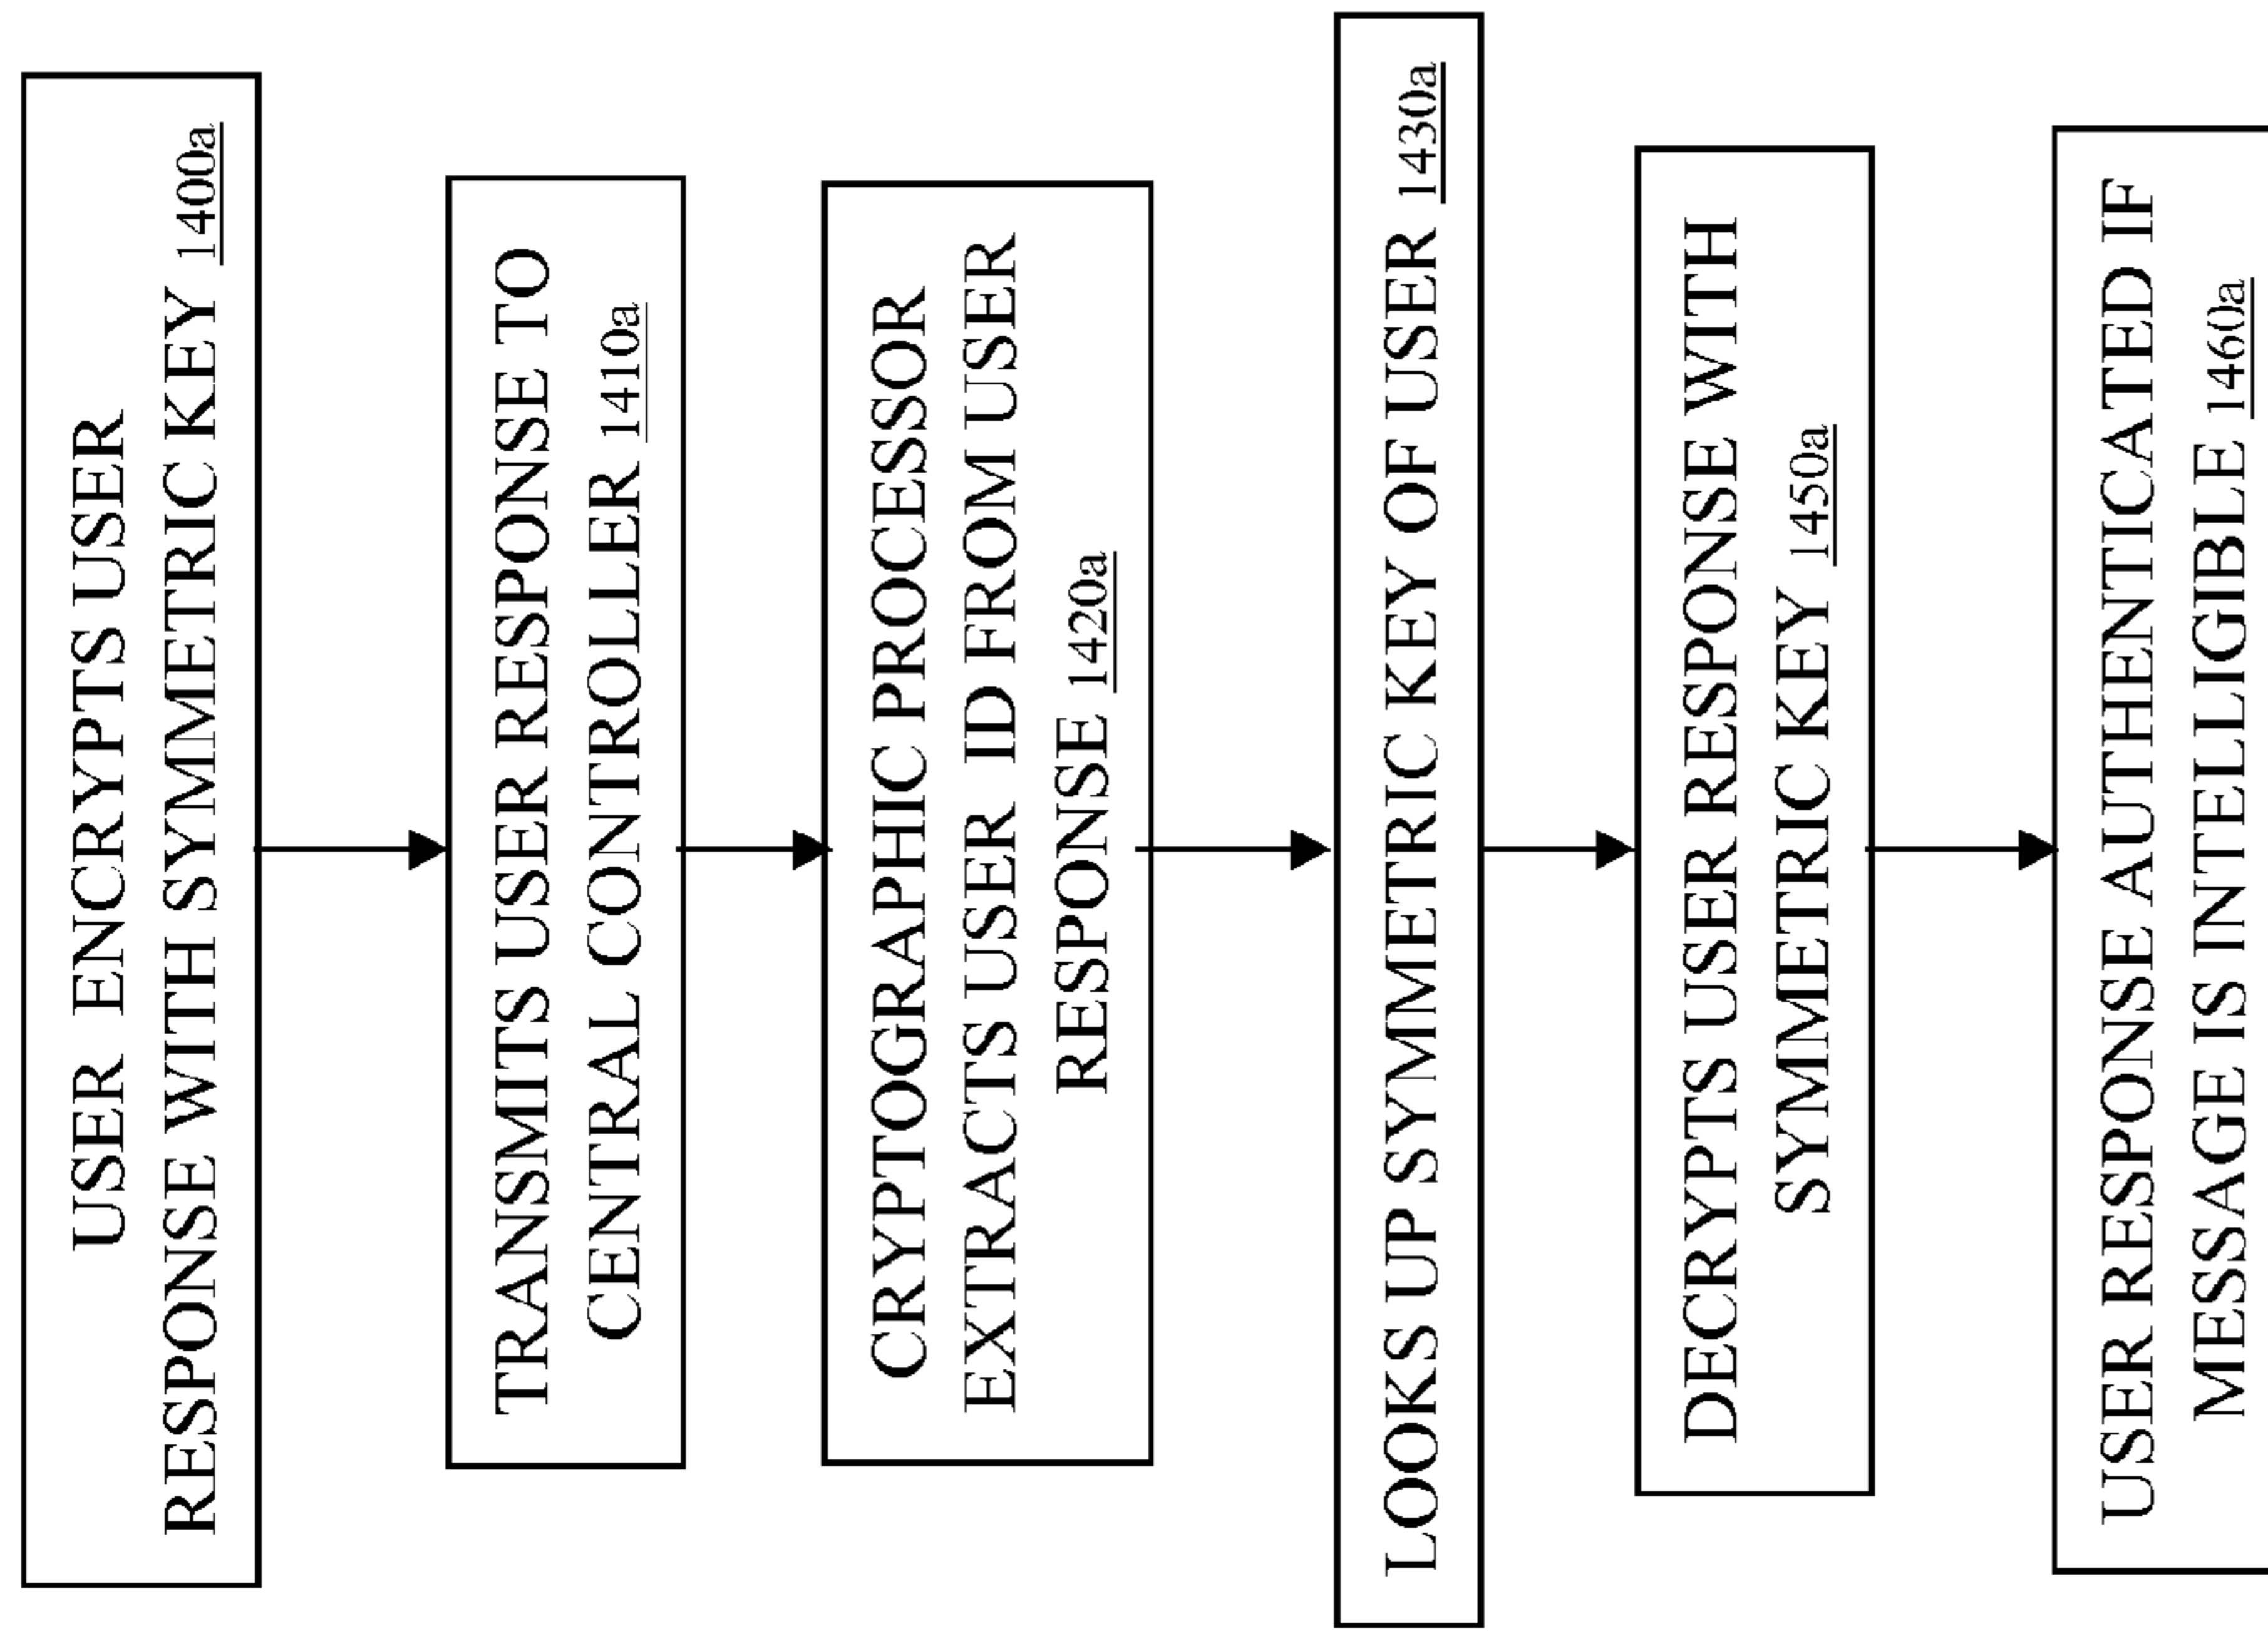 USER ENCRYPTS USER
RESPONSE WITH SYMMETRIC KEY 1400a
TRANSMITS USER RESPONSE TO
CENTRAL CONTROLLER 1410a
CRYPTOGRAPHIC PROCESSOR
EXTRACTS USER ID FROM USER
RESPONSE 1420a
LOOKS UP SYMMETRIC KEY OF USER 1430a
DECRYPTS USER RESPONSE WITH
SYMMETRIC KEY 1450a
USER RESPONSE AUTHENTICATED IF
MESSAGE IS INTELLIGIBLE 1460a